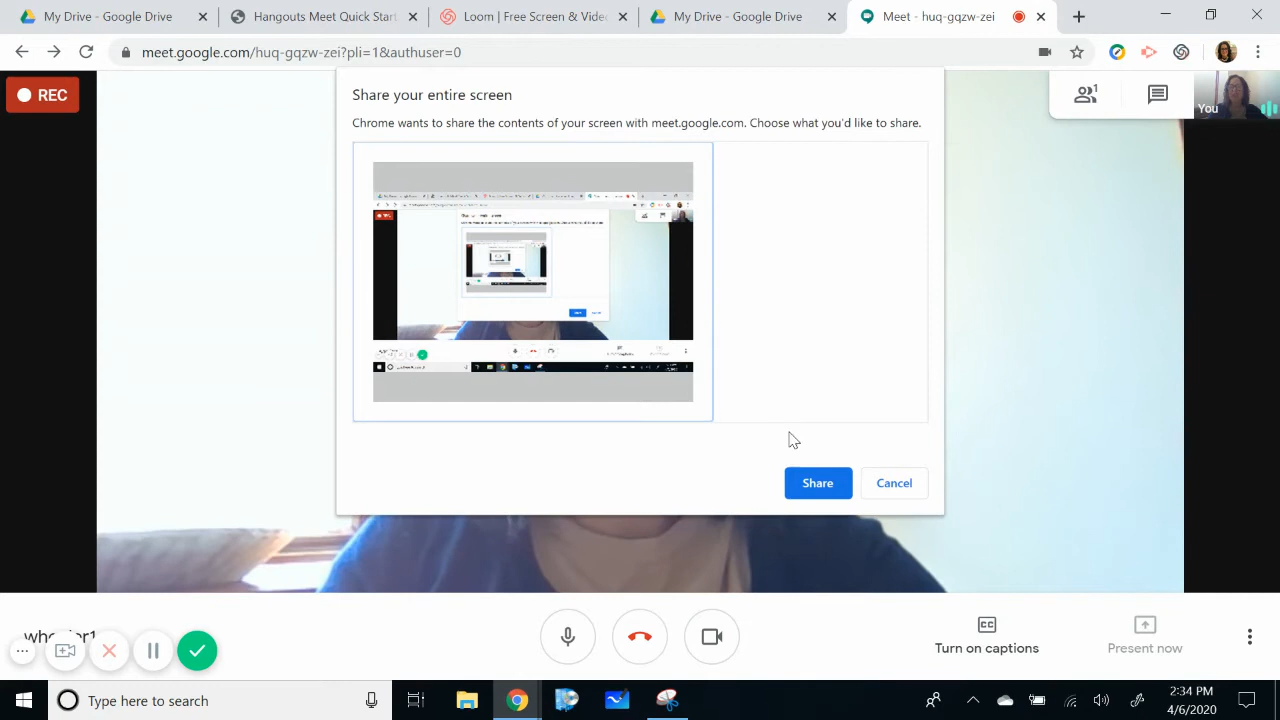 My Drive - Google Drive
Hangouts Meet Quick Start
Loom | Free Screen & Video
My Drive - Google Drive
Meet - huq-gqzw-zei
meet.google.com/huq-gqzw-zei?pli=1&authuser=0
REC
1
You
Share your entire screen
Chrome wants to share the contents of your screen with meet.google.com. Choose what you'd like to share.
Share
Cancel
Turn on captions
Present now
Type here to search
2:34 PM
4/6/2020